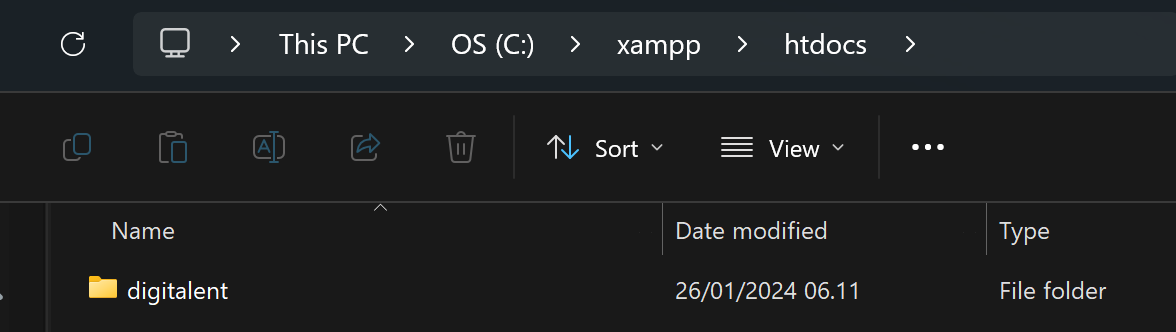 This PC > OS (C:) > xampp > htdocs >
Sort View
Name Date modified Type
digitalent 26/01/2024 06.11 File folder